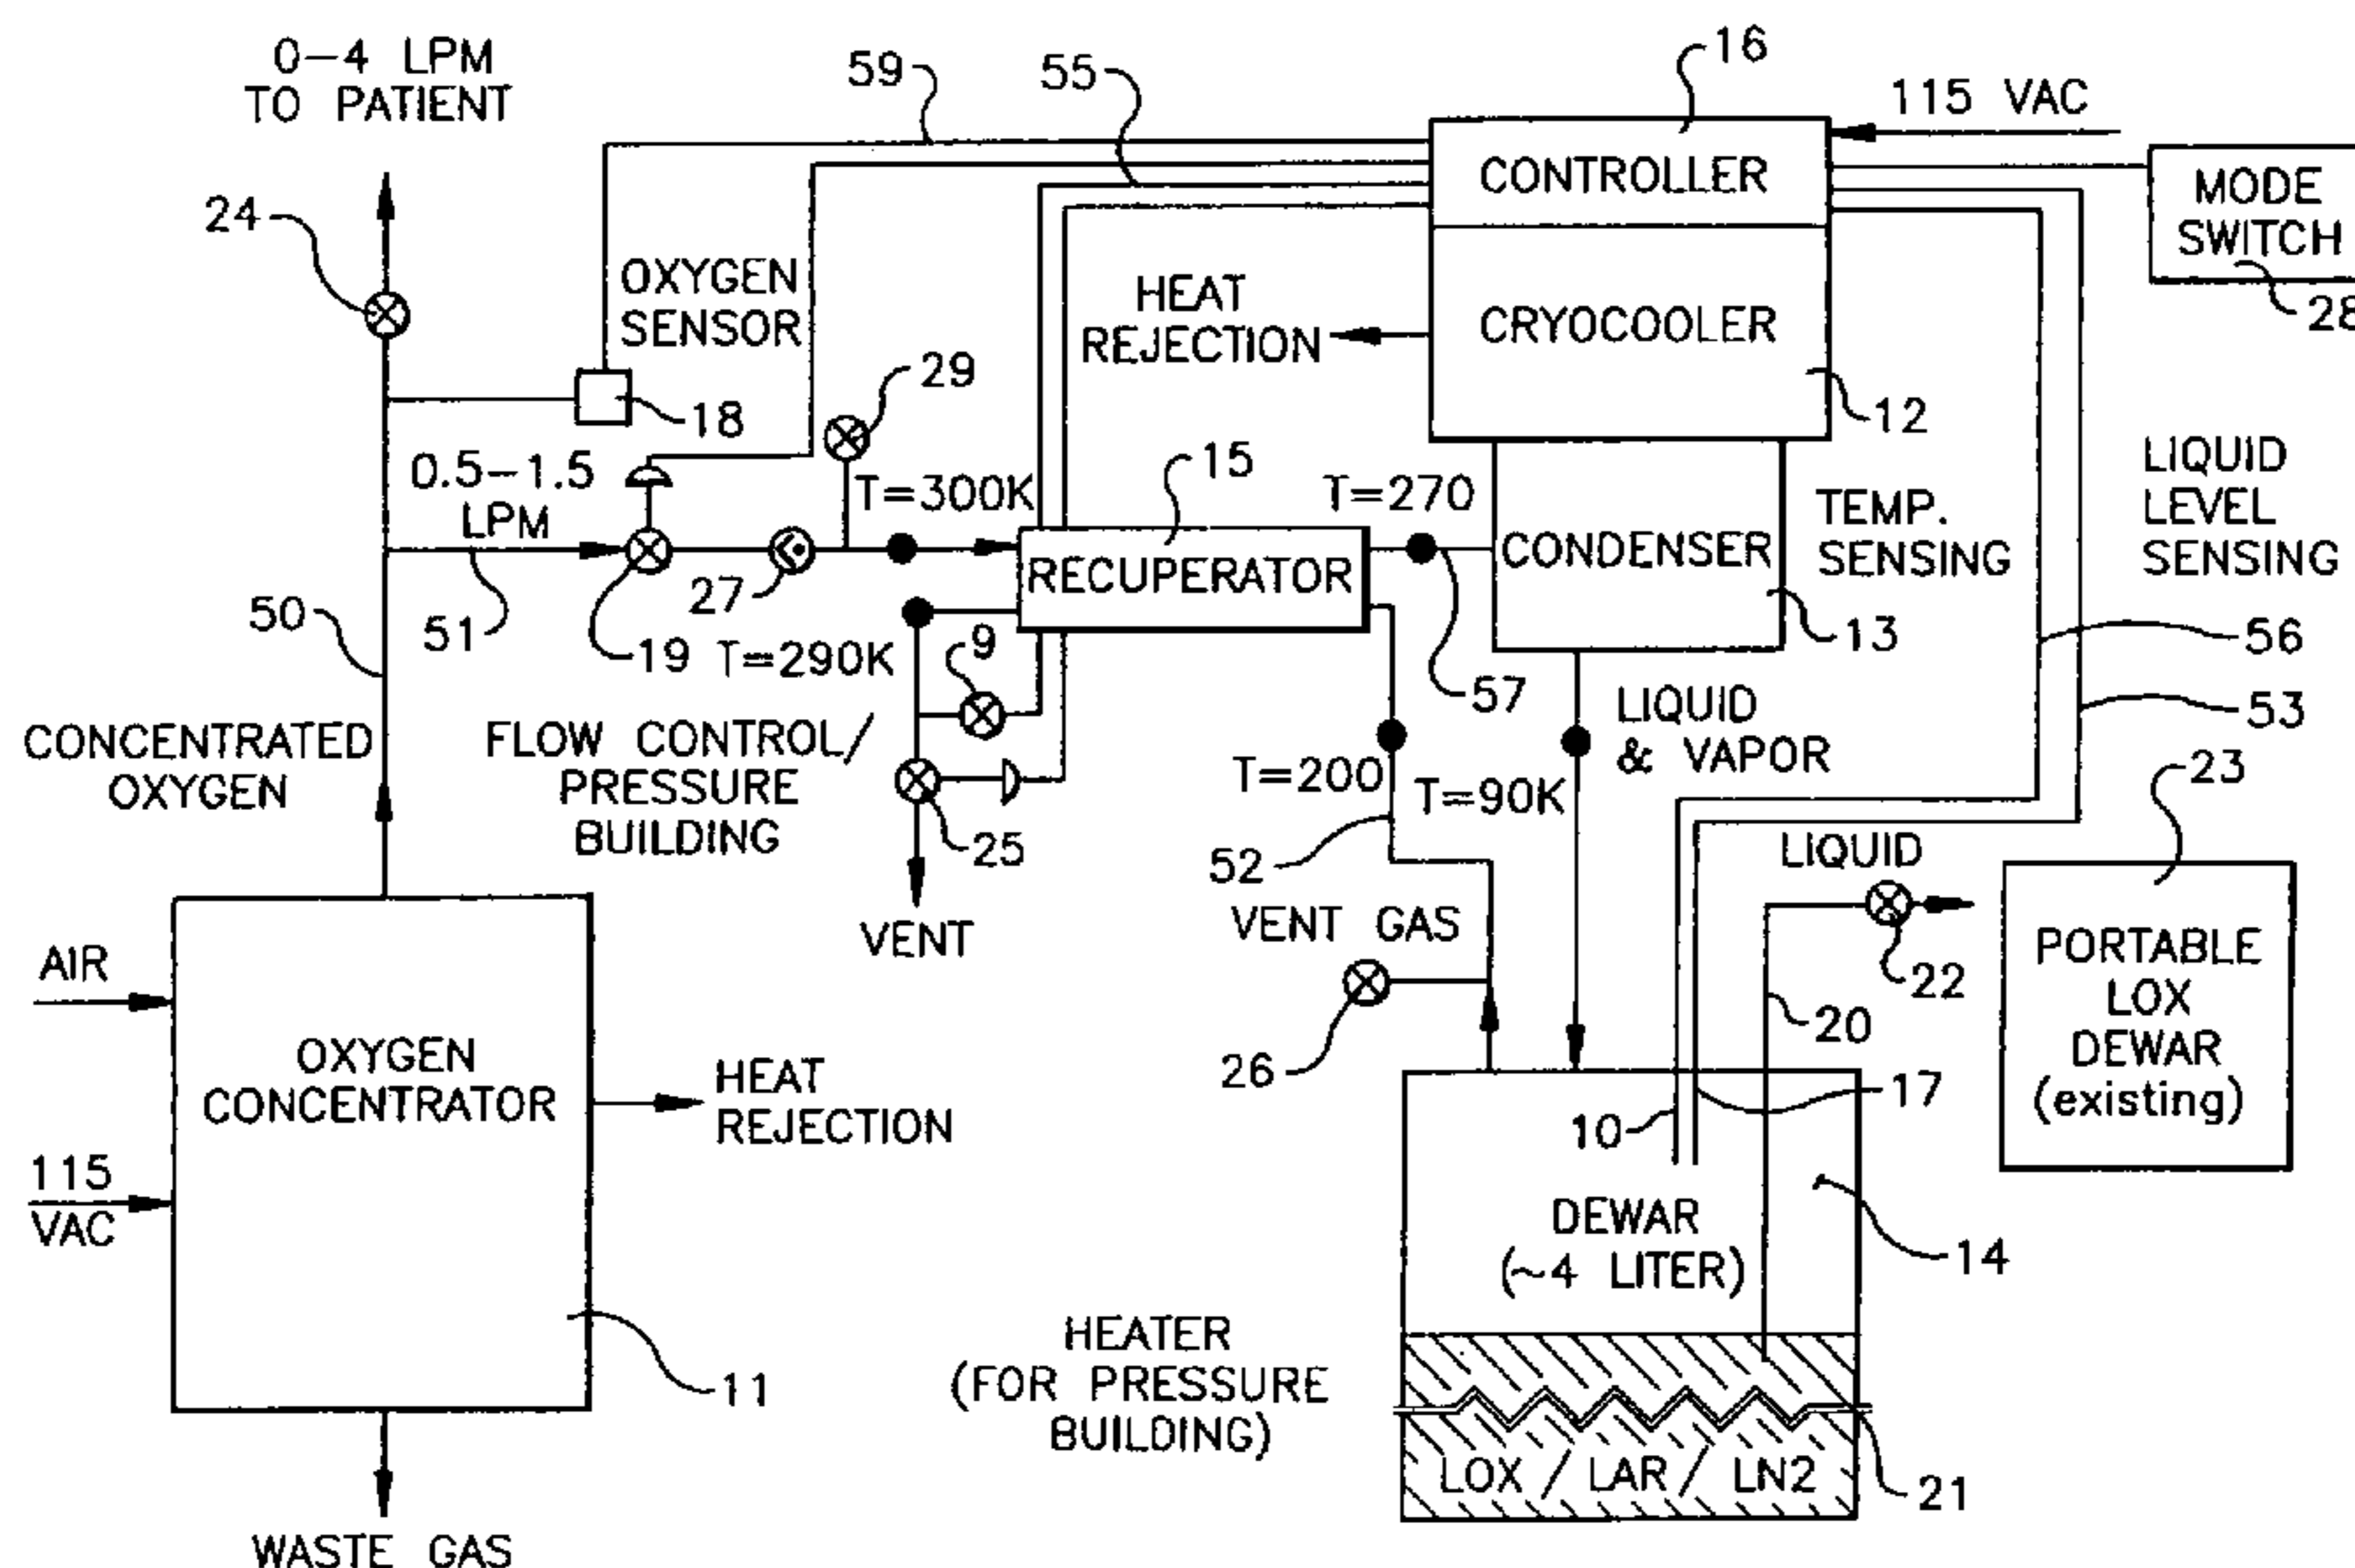 0-4 LPM
TO PATIENT
24
59
55
16
115 VAC
CONTROLLER
MODE
SWITCH
28
OXYGEN
SENSOR
HEAT
REJECTION
CRYOCOOLER
12
18
29
0.5-1.5
LPM
51
19
27
T=300K
15
RECUPERATOR
T=270
57
CONDENSER
13
TEMP.
SENSING
LIQUID
LEVEL
SENSING
56
53
50
CONCENTRATED
OXYGEN
T=290K
9
FLOW CONTROL/
PRESSURE
BUILDING
25
VENT
T=200
52
VENT GAS
26
T=90K
LIQUID
& VAPOR
LIQUID
22
20
23
PORTABLE
LOX
DEWAR
(existing)
AIR
115
VAC
OXYGEN
CONCENTRATOR
HEAT
REJECTION
11
WASTE GAS
10
17
DEWAR
(~4 LITER)
14
HEATER
(FOR PRESSURE
BUILDING)
LOX / LAR / LN2
21